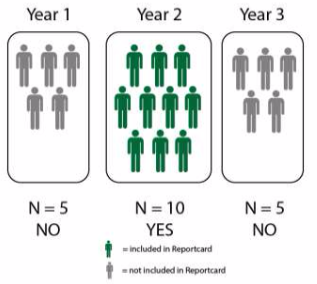 Year 1 Year 2 Year 3
N = 5 N = 10 N = 5
NO YES NO
= included in Reportcard
= not included in Reportcard